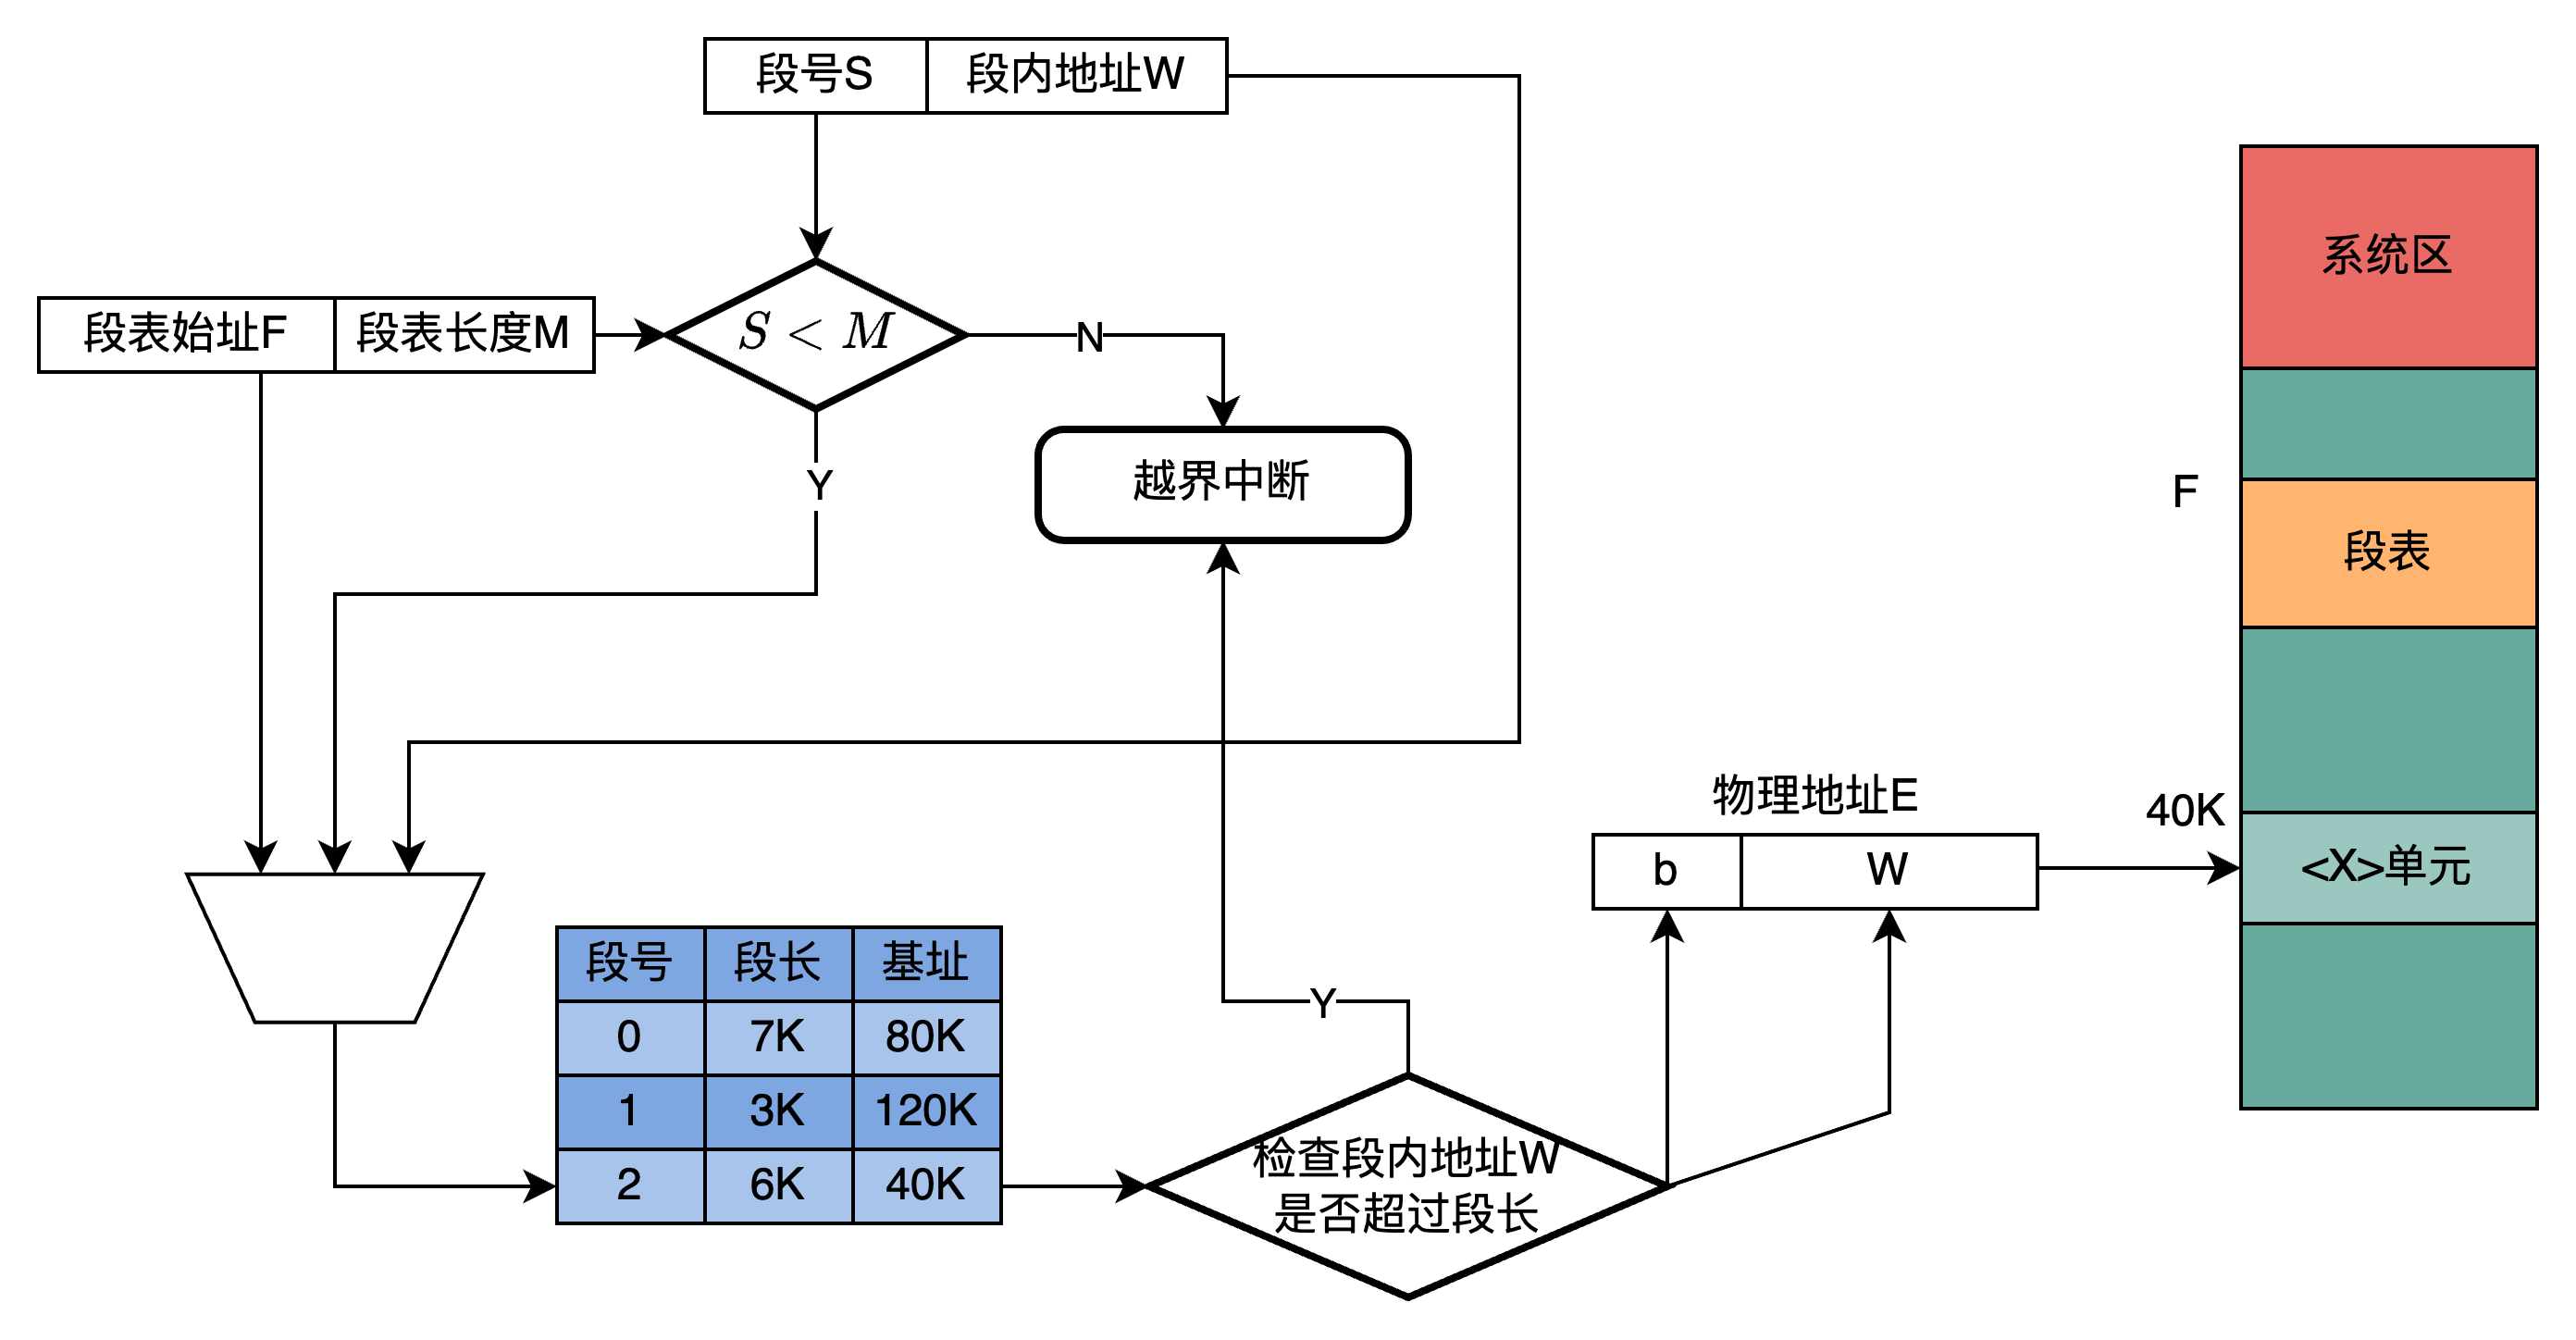 段号S 段内地址W
段表始址F 段表长度M
S < M
N
Y
越界中断
系统区
F
段表
物理地址E
40K
b W
<X>单元
段号 段长 基址
0 7K 80K
1 3K 120K
2 6K 40K
Y
检查段内地址W
是否超过段长